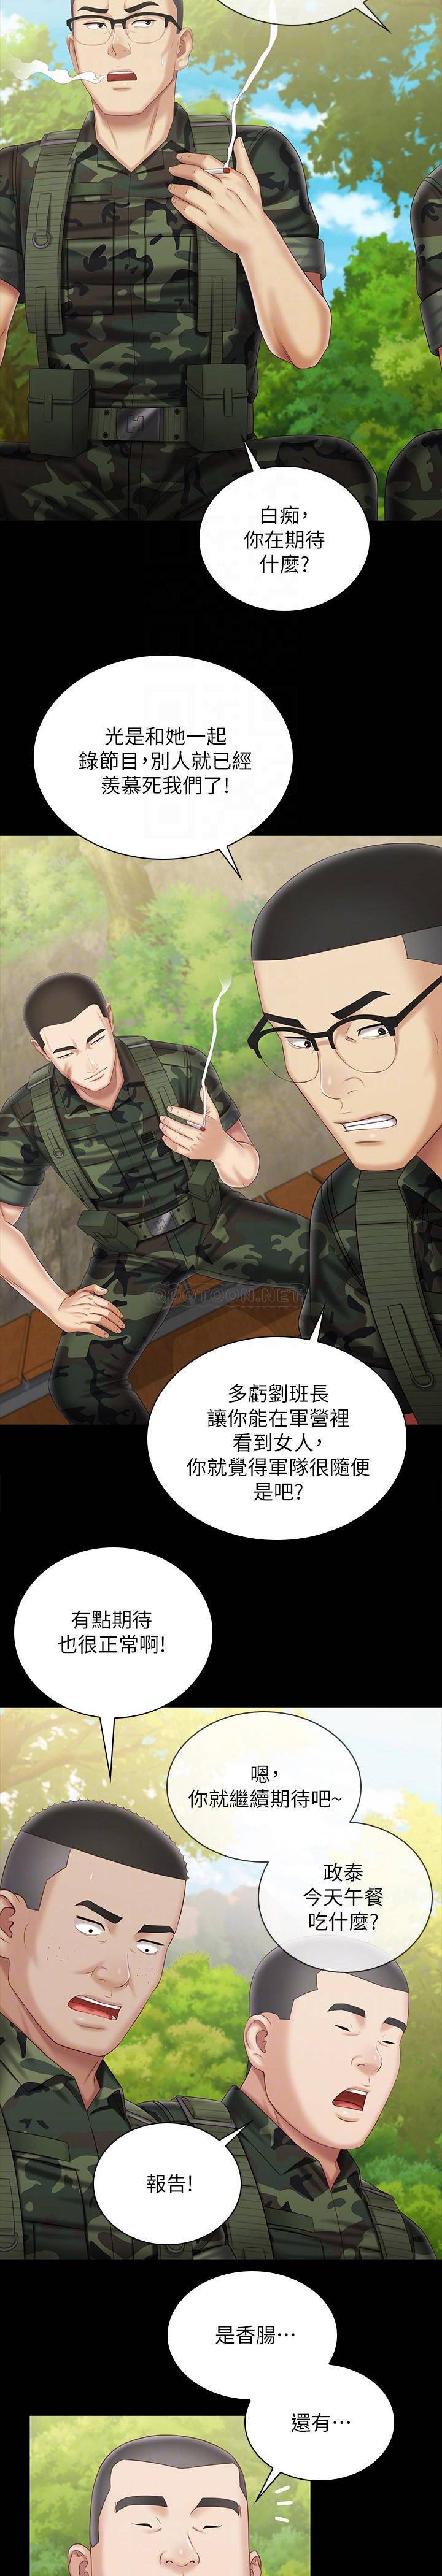 白痴，
你在期待
什麼?
光是和她一起
錄節目，別人就已經
羨慕死我們了!
TOPTOON.NET
多虧劉班長
讓你能在軍營裡
看到女人，
你就覺得軍隊很隨便
是吧?
有點期待
也很正常啊!
嗯，
你就繼續期待吧~
政泰
今天午餐
吃什麼?
報告!
是香腸…
還有…